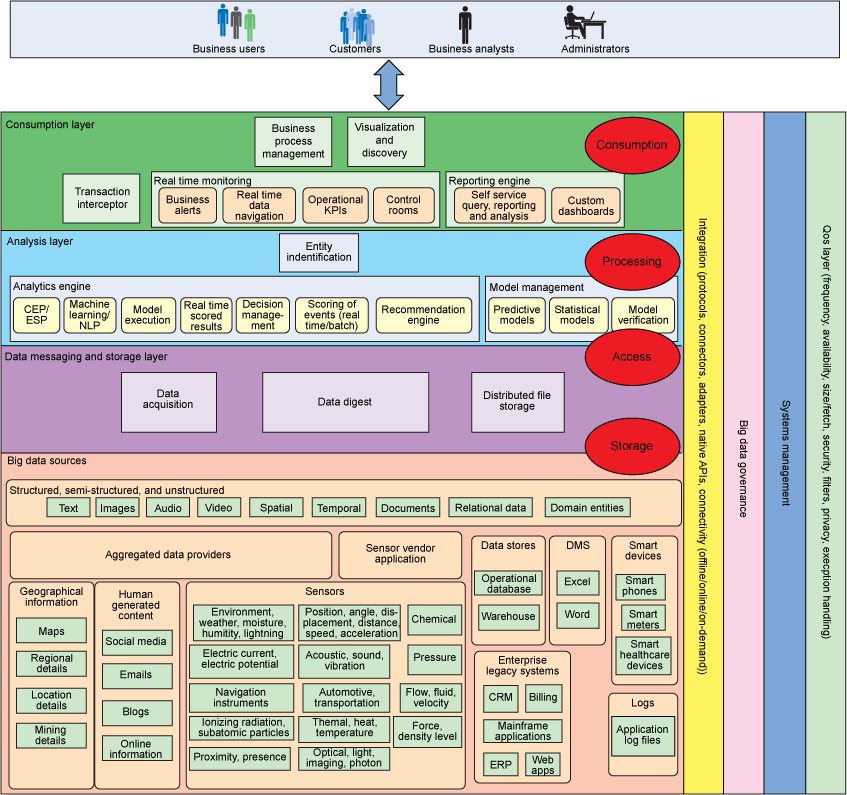 Business users
Customers
Business analysts
Administrators
Consumption layer
Business
process
management
Visualization
and
discovery
Consumption
Transaction
interceptor
Real time monitoring
Business
alerts
Real time
data
navigation
Operational
KPIs
Control
rooms
Reporting engine
Self service
query, reporting
and analysis
Custom
dashboards
Analysis layer
Entity
indentification
Processing
Analytics engine
CEP/
ESP
Machine
learning/
NLP
Model
execution
Real time
scored
results
Decision
manage-
ment
Scoring of
events (real
time/batch)
Recommendation
engine
Model management
Predictive
models
Statistical
models
Model
verification
Data messaging and storage layer
Access
Data
acquisition
Data digest
Distributed file
storage
Storage
Big data sources
Structured, semi-structured, and unstructured
Text
Images
Audio
Video
Spatial
Temporal
Documents
Relational data
Domain entities
Aggregated data providers
Sensor vendor
application
Data stores
Operational
database
Warehouse
DMS
Excel
Word
Smart
devices
Smart
phones
Smart
meters
Smart
healthcare
devices
Geographical
information
Maps
Regional
details
Location
details
Mining
details
Human
generated
content
Social media
Emails
Blogs
Online
information
Sensors
Environment,
weather, moisture,
humitity, lightning
Position, angle, dis-
placement, distance,
speed, acceleration
Chemical
Electric current,
electric potential
Acoustic, sound,
vibration
Pressure
Navigation
instruments
Automotive,
transportation
Flow, fluid,
velocity
Ionizing radiation,
subatomic particles
Themal, heat,
temperature
Force,
density level
Proximity, presence
Optical, light,
imaging, photon
Enterprise
legacy systems
CRM
Billing
Mainframe
applications
ERP
Web
apps
Logs
Application
log files
Integration (protocols, connectors, adapters, native APIs, connectivity (offline/online/on-demand))
Big data governance
Systems management
Qos layer (frequency, availability, size/fetch, security, filters, privacy, exeception handling)